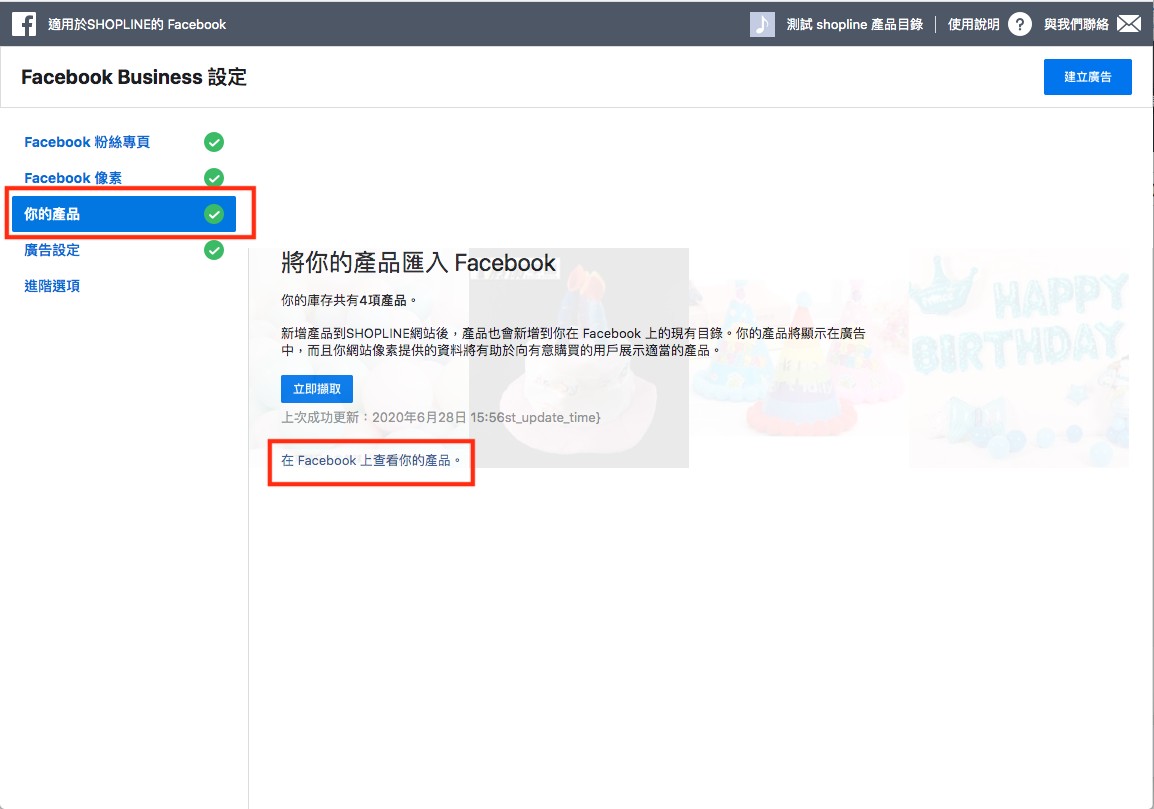 適用於SHOPLINE的 Facebook
測試 shopline 產品目錄
使用說明 ?
與我們聯絡
Facebook Business 設定
建立廣告
Facebook 粉絲專頁
Facebook 像素
你的產品
廣告設定
進階選項
將你的產品匯入 Facebook
你的庫存共有4項產品。
新增產品到SHOPLINE網站後，產品也會新增到你在 Facebook 上的現有目錄。你的產品將顯示在廣告
中，而且你網站像素提供的資料將有助於向有意購買的用戶展示適當的產品。
立即擷取
上次成功更新：2020年6月28日 15:56st_update_time}
在 Facebook 上查看你的產品。
HAPPY
BIRTHDAY